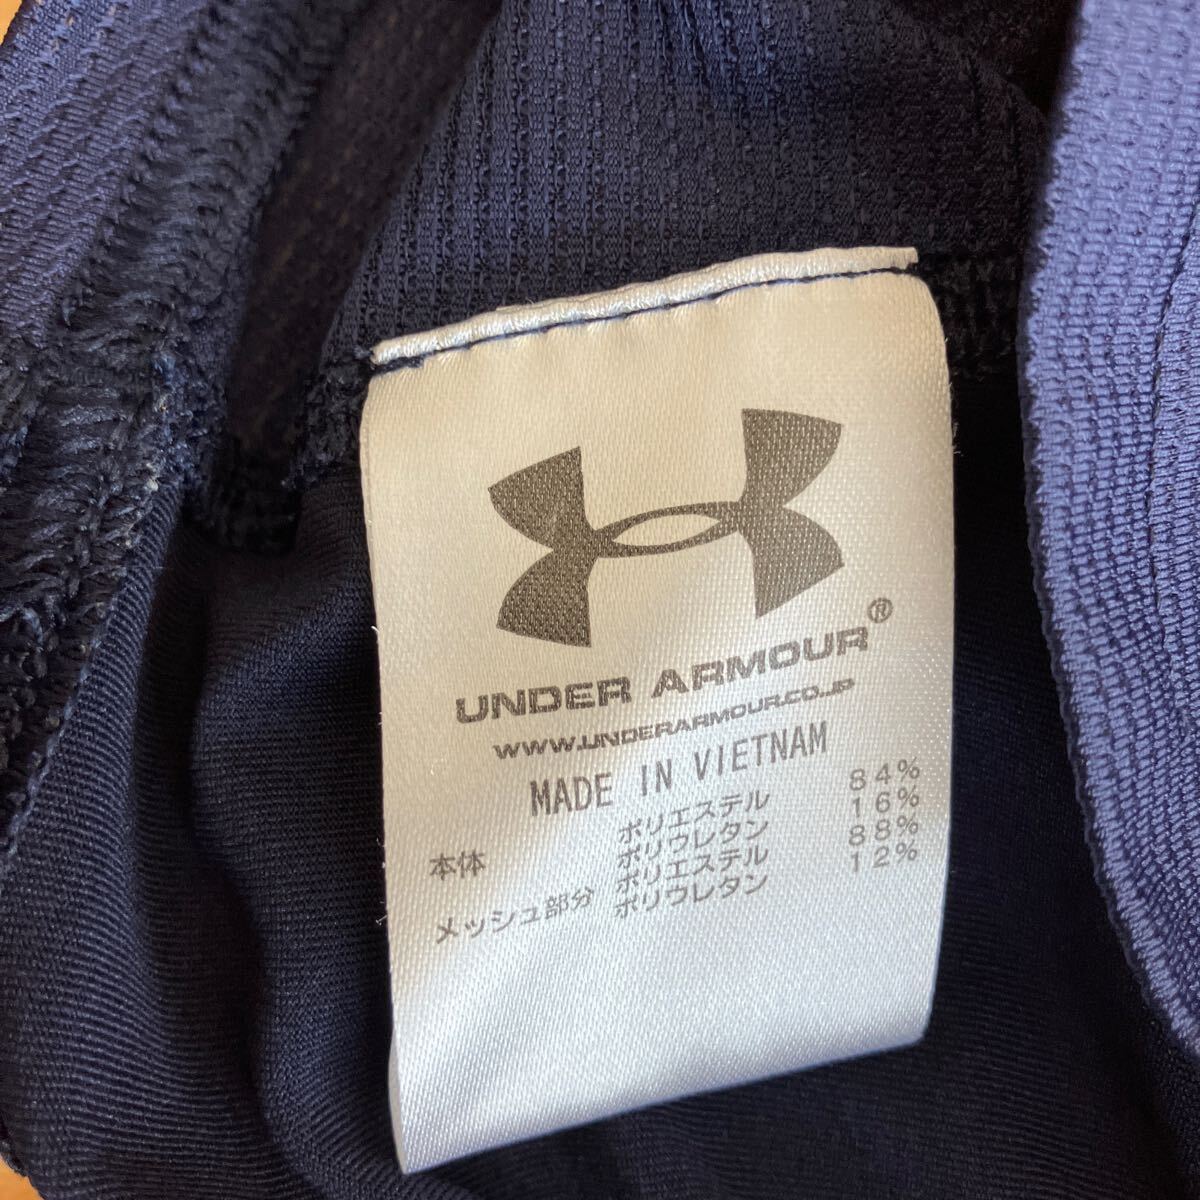 UNDER ARMOUR®
WWW.UNDERARMOUR.CO.JP
MADE IN VIETNAM
本体 ポリエステル 84%
ポリウレタン 16%
メッシュ部分 ポリエステル 88%
ポリウレタン 12%